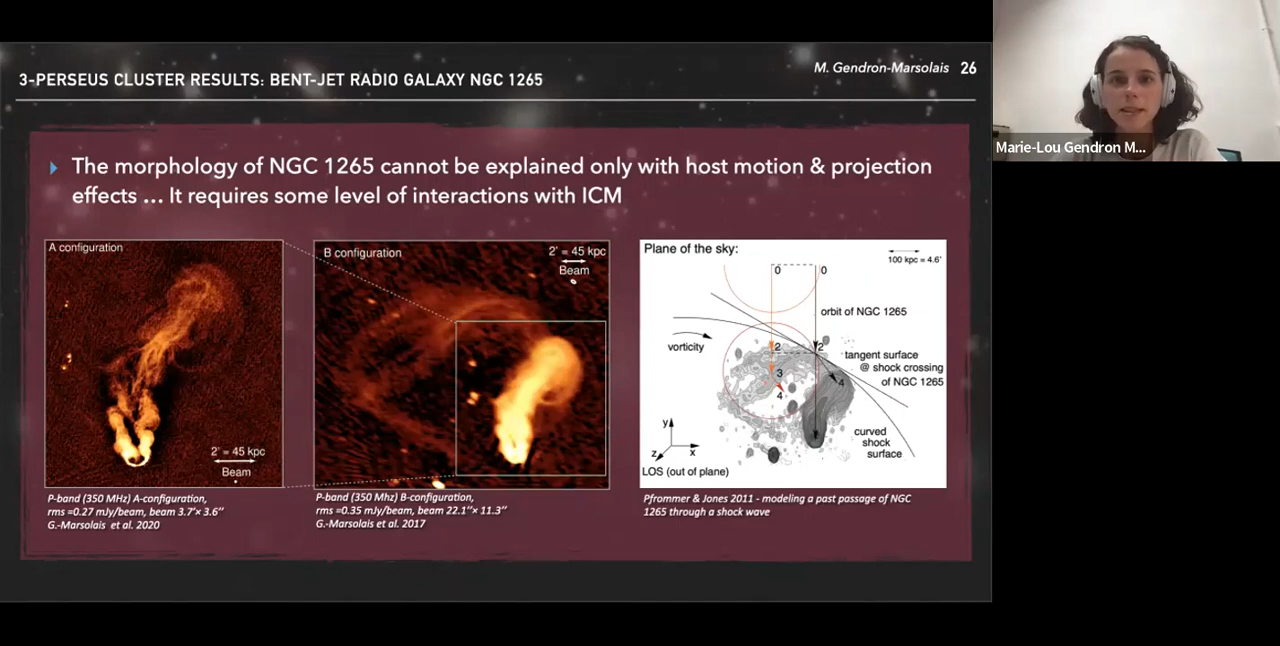 3-PERSEUS CLUSTER RESULTS: BENT-JET RADIO GALAXY NGC 1265
M. Gendron-Marsolais 26
The morphology of NGC 1265 cannot be explained only with host motion & projection
effects ... It requires some level of interactions with ICM
A configuration
2' = 45 kpc
Beam
P-band (350 MHz) A-configuration,
rms =0.27 mJy/beam, beam 3.7’× 3.6’’
G.-Marsolais et al. 2020
B configuration
2' = 45 kpc
Beam
P-band (350 Mhz) B-configuration,
rms =0.35 mJy/beam, beam 22.1’’× 11.3’’
G.-Marsolais et al. 2017
Plane of the sky:
100 kpc = 4.6'
0
0
orbit of NGC 1265
vorticity
2
2
tangent surface
@ shock crossing
of NGC 1265
3
4
4
curved
shock
surface
y
z
x
LOS (out of plane)
Pfrommer & Jones 2011 - modeling a past passage of NGC
1265 through a shock wave
Marie-Lou Gendron M...